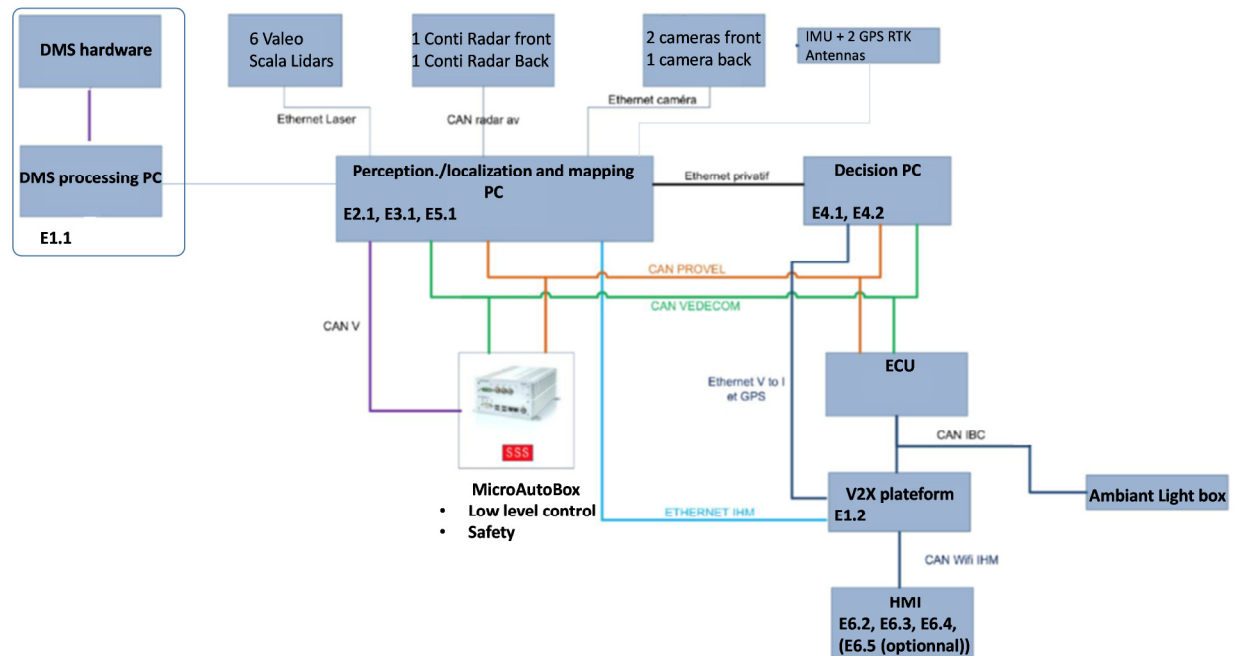 DMS hardware
6 Valeo
Scala Lidars
1 Conti Radar front
1 Conti Radar Back
2 cameras front
1 camera back
IMU + 2 GPS RTK
Antennas
Ethernet Laser
CAN radar av
Ethernet caméra
DMS processing PC
E1.1
Perception./localization and mapping
PC
E2.1, E3.1, E5.1
Ethernet privatif
Decision PC
E4.1, E4.2
CAN PROVEL
CAN VEDECOM
CAN V
SSS
MicroAutoBox
• Low level control
• Safety
Ethernet V to I
et GPS
ECU
CAN IBC
V2X plateform
E1.2
Ambiant Light box
ETHERNET IHM
CAN Wifi IHM
HMI
E6.2, E6.3, E6.4,
(E6.5 (optionnal))